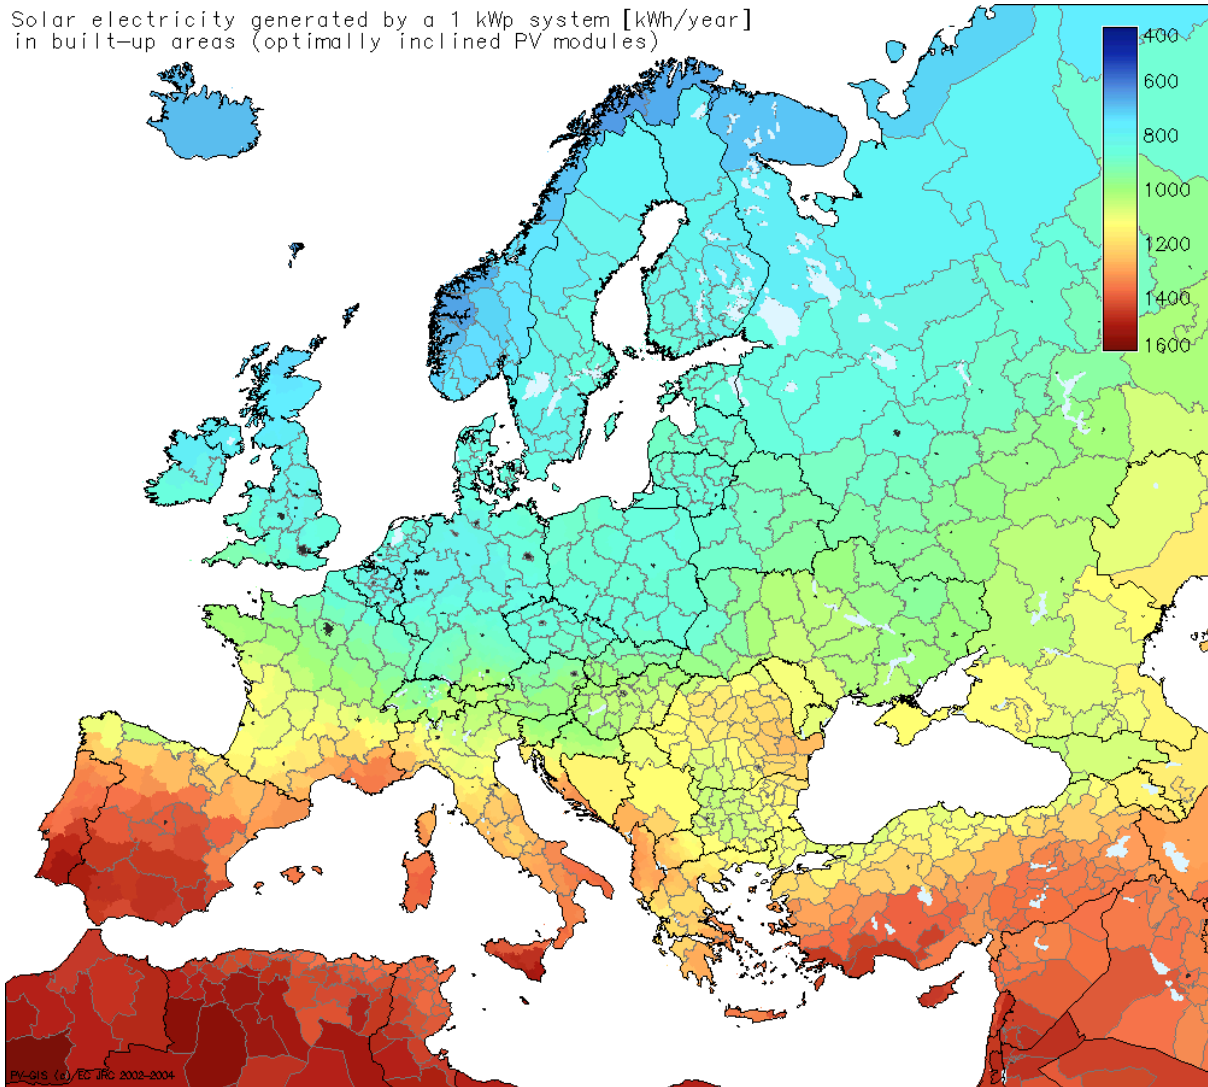 Solar electricity generated by a 1 kWp system [kWh/year]
in built-up areas (optimally inclined PV modules)
400
600
800
1000
1200
1400
1600
PV-GIS (c) EC JRC 2002-2004